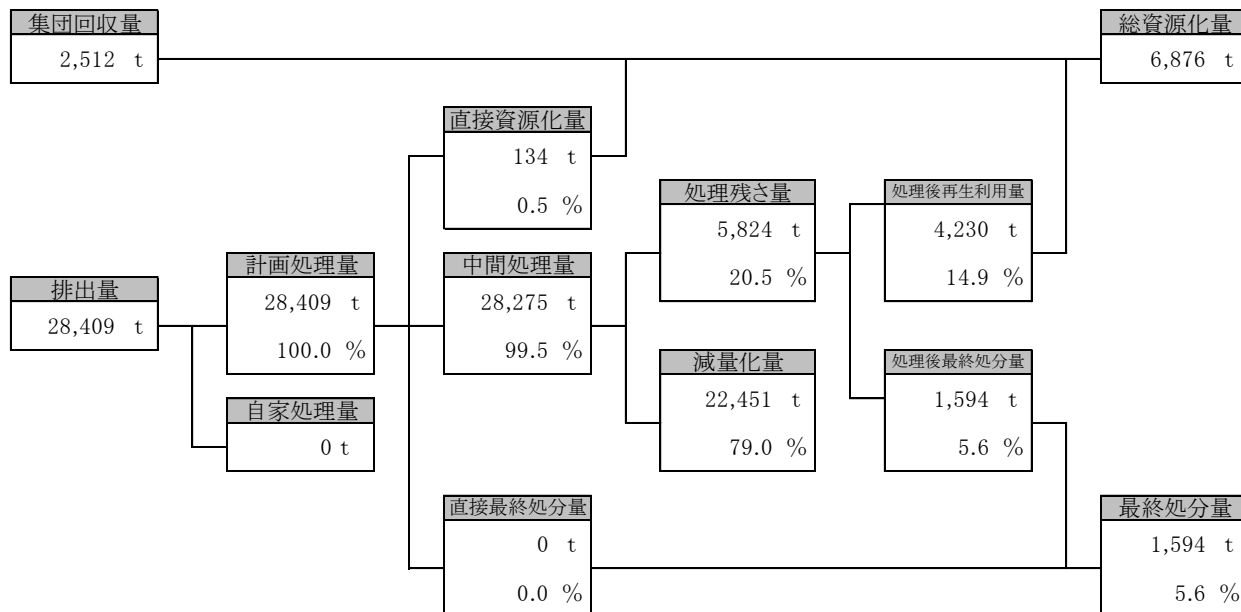 集団回収量
2,512 t
総資源化量
6,876 t
直接資源化量
134 t
0.5 %
処理残さ量
5,824 t
20.5 %
処理後再生利用量
4,230 t
14.9 %
計画処理量
28,409 t
100.0 %
中間処理量
28,275 t
99.5 %
排出量
28,409 t
減量化量
22,451 t
79.0 %
処理後最終処分量
1,594 t
5.6 %
自家処理量
0 t
直接最終処分量
0 t
0.0 %
最終処分量
1,594 t
5.6 %